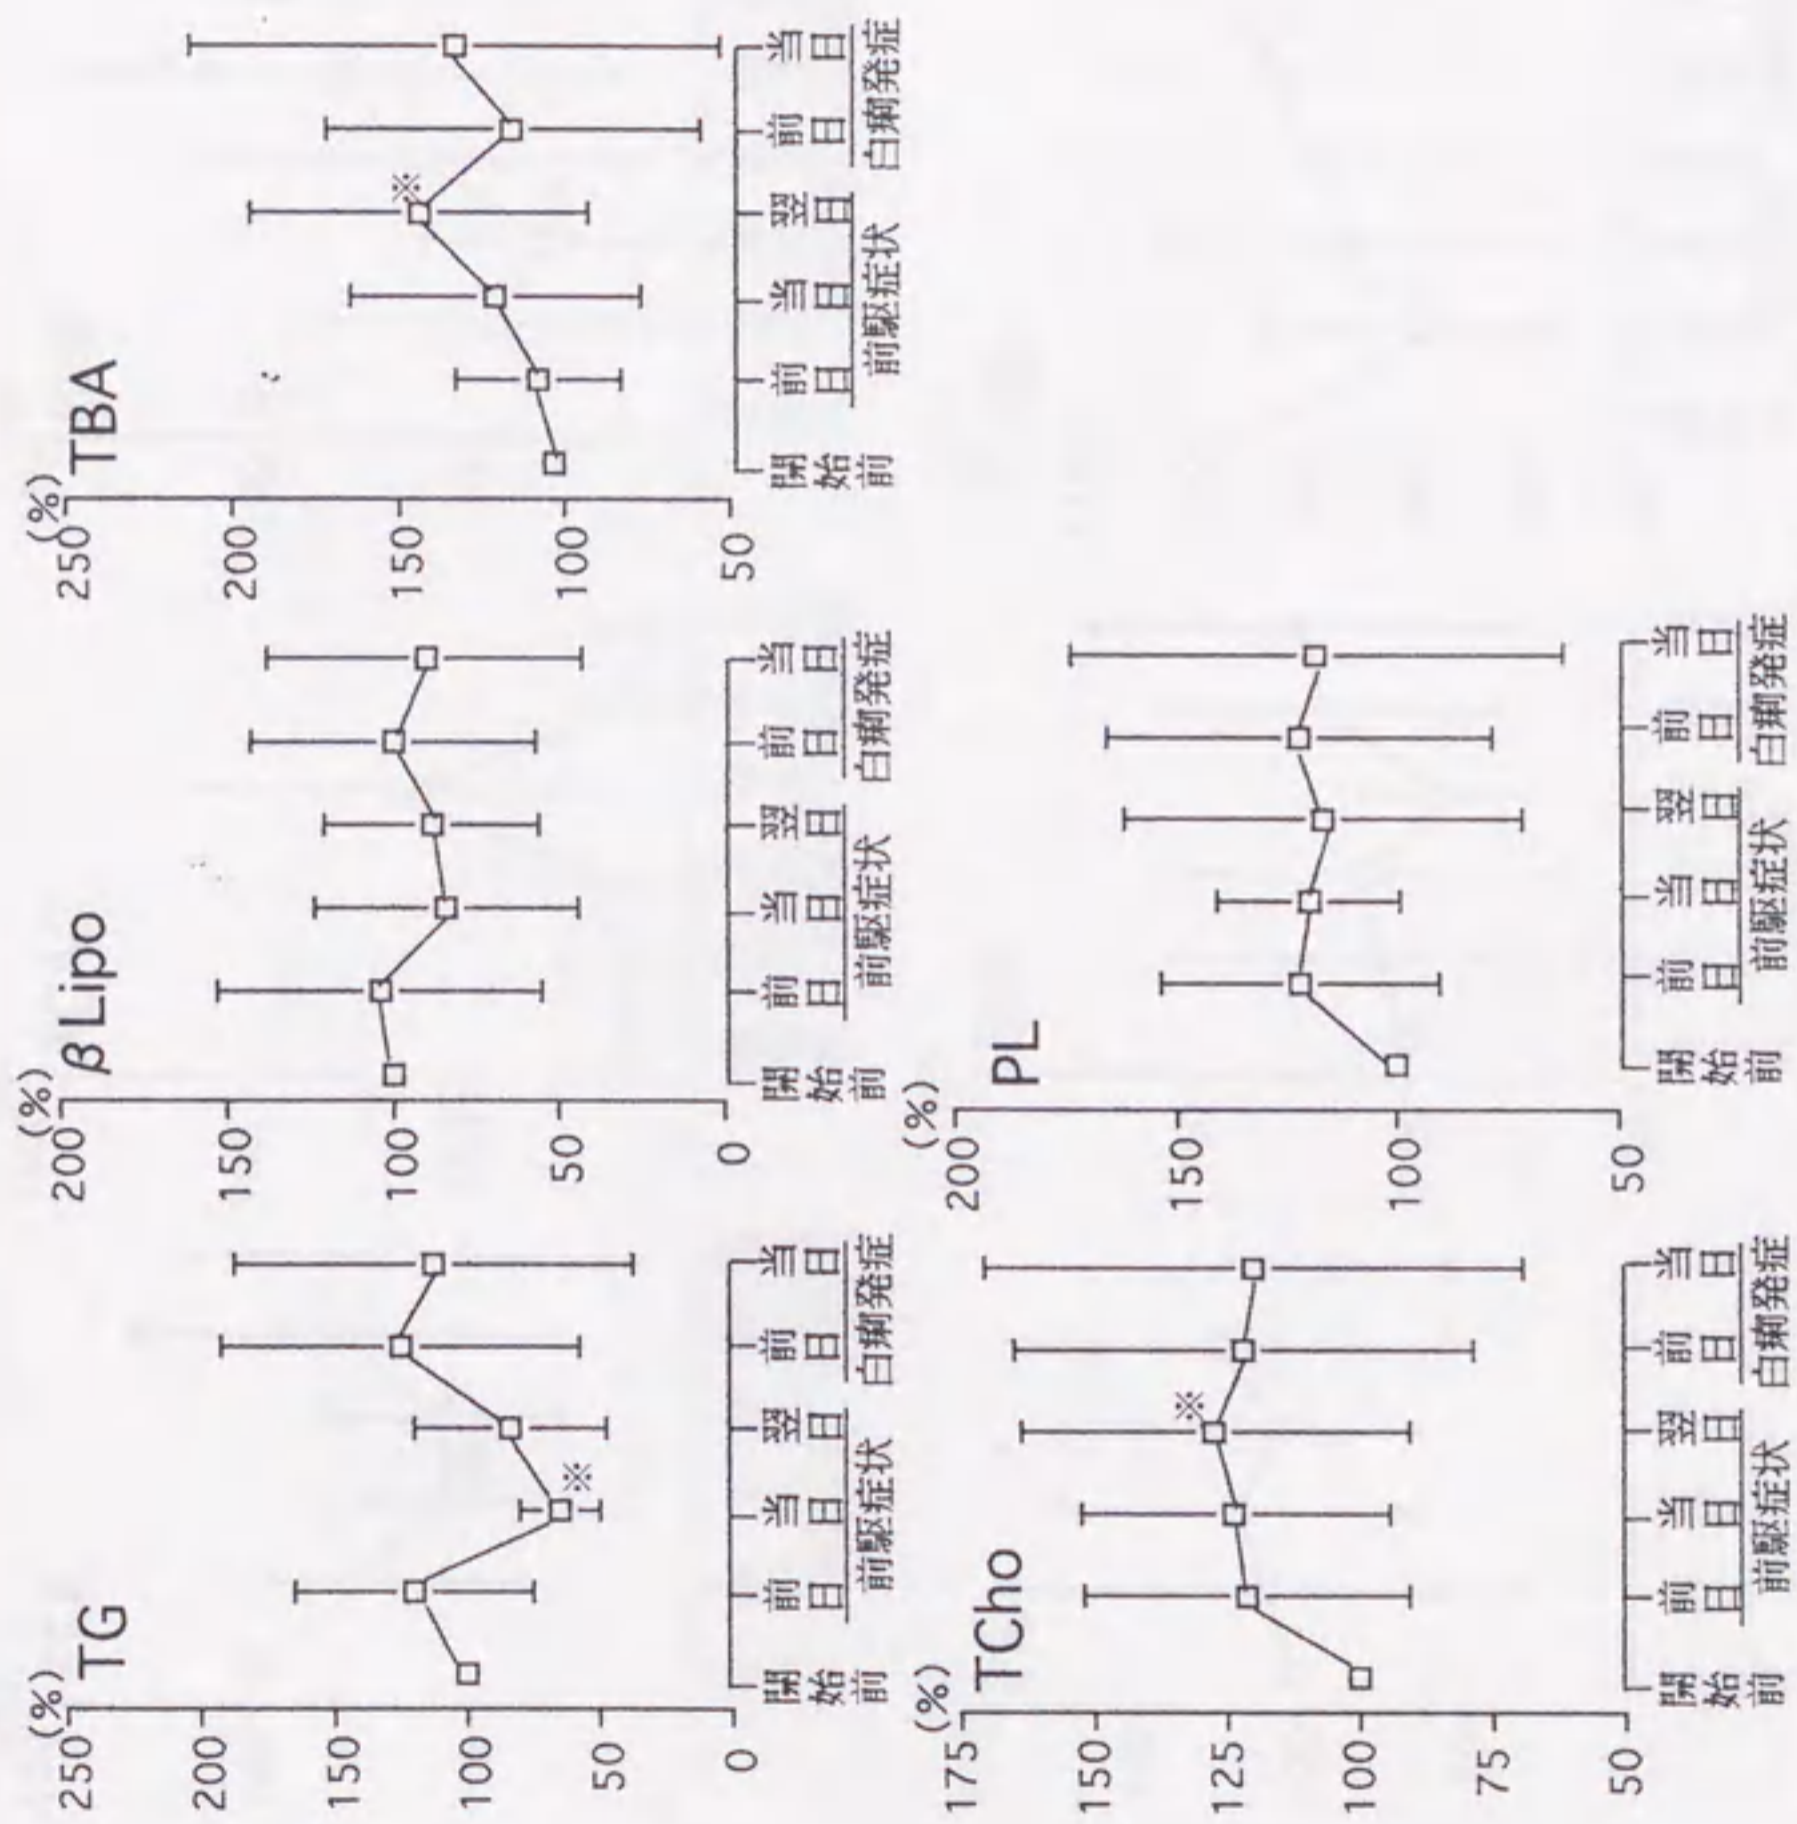 (%)
TG
250
200
150
100
50
0
開始前
前日
当日
翌日
前日
当日
前駆症状
白痢発症
※
(%)
β Lipo
200
150
100
50
0
開始前
前日
当日
翌日
前日
当日
前駆症状
白痢発症
(%)
TBA
250
200
150
100
50
開始前
前日
当日
翌日
前日
当日
前駆症状
白痢発症
※
(%)
TCho
175
150
125
100
75
50
開始前
前日
当日
翌日
前日
当日
前駆症状
白痢発症
※
(%)
PL
200
150
100
50
開始前
前日
当日
翌日
前日
当日
前駆症状
白痢発症